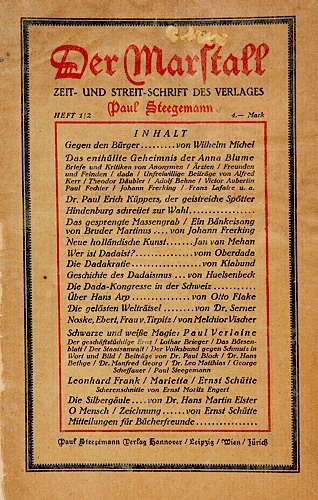 Der Marstall
ZEIT- UND STREIT-SCHRIFT DES VERLAGES
Paul Steegemann
HEFT 1/2 4.— Mark
INHALT
Gegen den Bürger.........von Wilhelm Michel
Das enthüllte Geheimnis der Anna Blume
Briefe und Kritiken von Anonymen / Ärzten / Freunden
und Feinden / dada / Unfreiwillige Beiträge von Alfred
Kerr / Theodor Däubler / Adolf Behne / Victor Aubertin
Paul Fechter / Johann Frerking / Franz Lafaire u. a.
Dr. Paul Erich Küppers, der geistreiche Spötter
Hindenburg schreitet zur Wahl..................
Das gesprengte Massengrab / Ein Bänkelsang
von Bruder Martinus .... von Johann Frerking
Neue holländische Kunst.......Jan van Mehan
Wer ist Dadaist?..................vom Oberdada
Die Dadakratie.....................von Klabund
Geschichte des Dadaismus ... von Huelsenbeck
Die Dada-Kongresse in der Schweiz ..........
Über Hans Arp ................von Otto Flake
Die gelösten Welträtsel........von Dr. Serner
Noske, Ebert, Frau v. Tirpitz / von Melchior Vischer
Schwarze und weiße Magie: Paul Verlaine
Der geschäftstüchtige Eros / Lothar Brieger / Das Börsen-
blatt / Der Staatsanwalt / Der Volksbund gegen Schmutz in
Wort und Bild / Beiträge von Dr. Paul Block / Dr. Hans
Bethge / Dr. Manfred Georg / Dr. Leo Matthias / George
Scheffauer / Paul Steegemann
Leonhard Frank / Marietta / Ernst Schütte
Scherenschnitte von Ernst Moritz Engert
Die Silbergäule....von Dr. Hans Martin Elster
O Mensch / Zeichnung ......von Ernst Schütte
Mitteilungen für Bücherfreunde...............
Paul Steegemann Verlag Hannover / Leipzig / Wien / Zürich